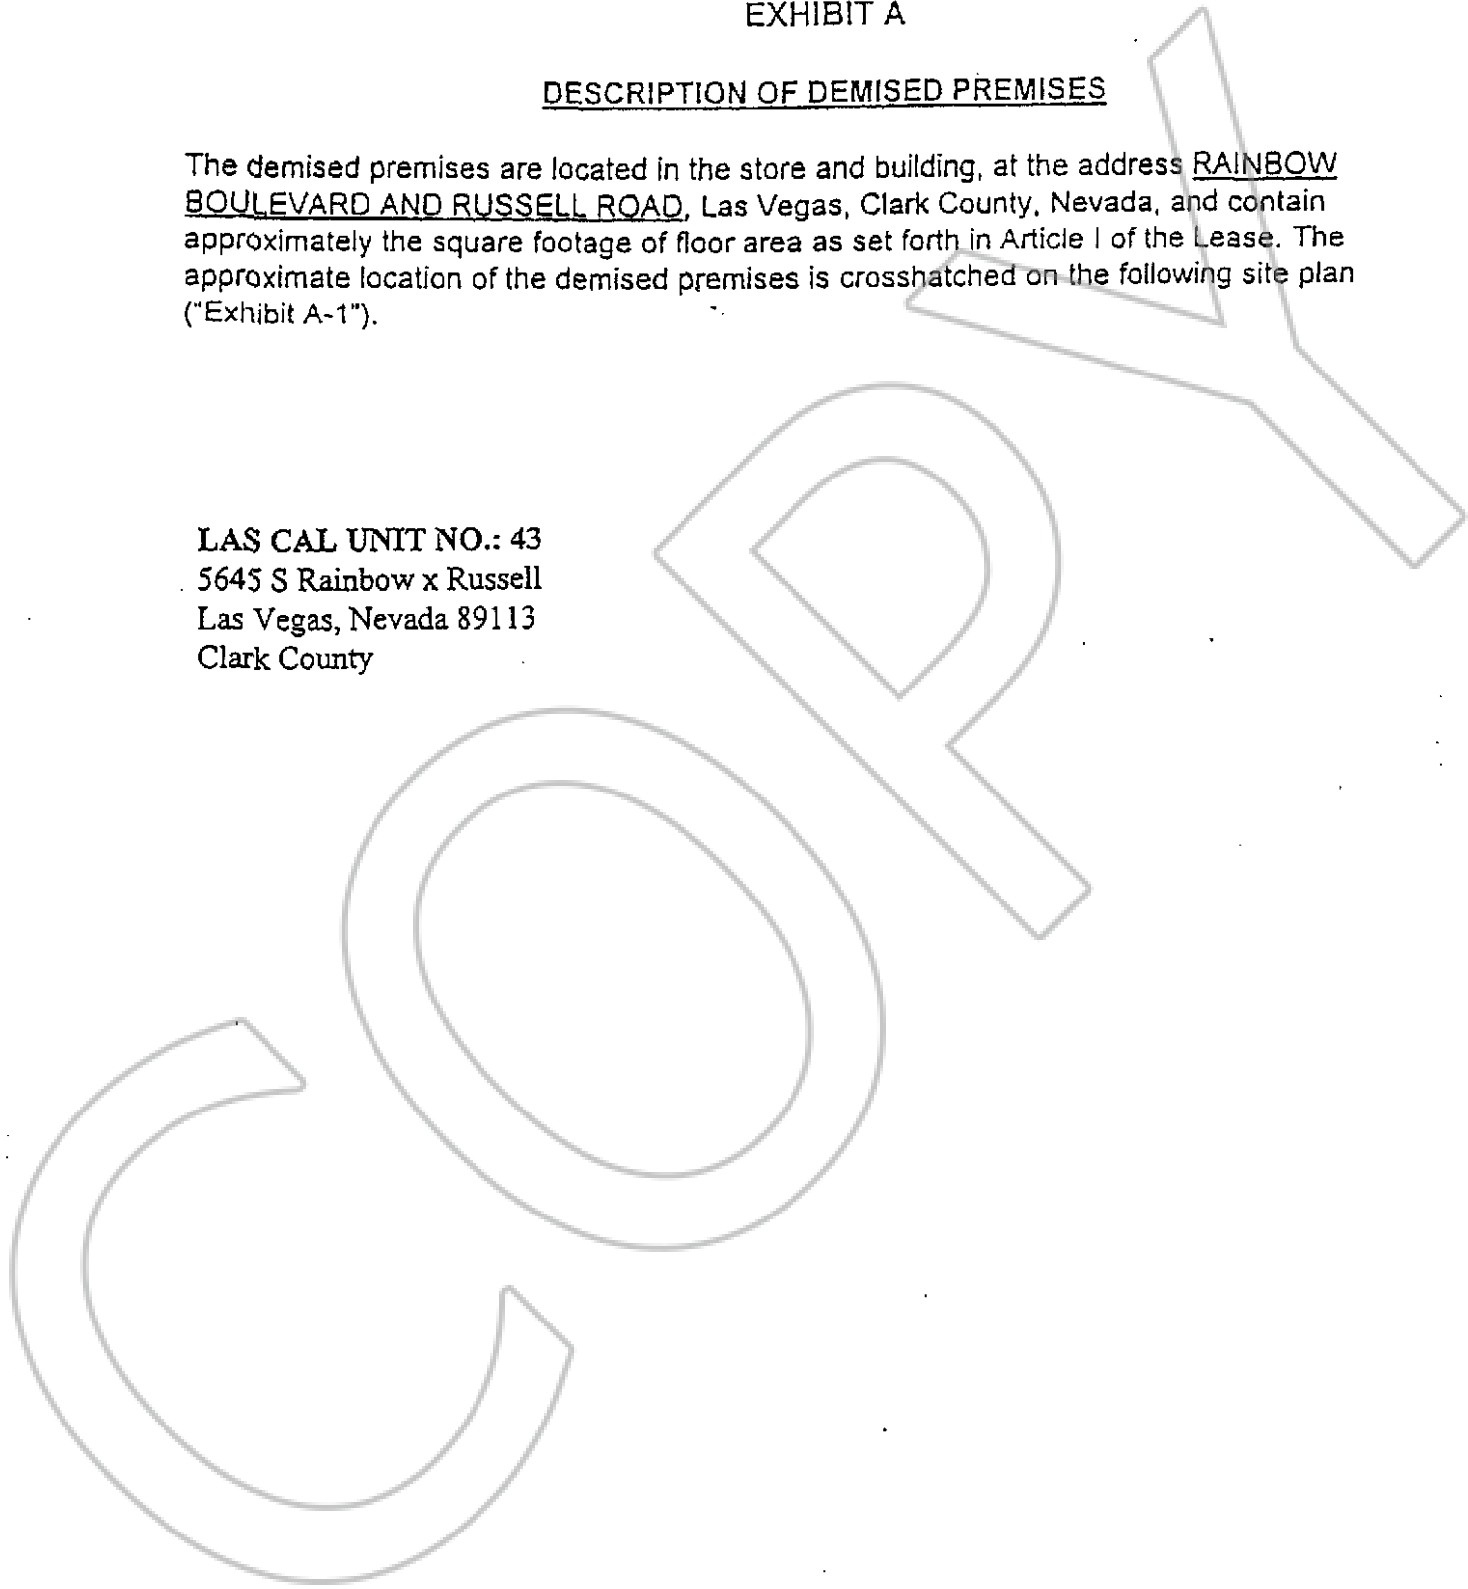 EXHIBIT A
DESCRIPTION OF DEMISED PREMISES
The demised premises are located in the store and building, at the address RAINBOW
BOULEVARD AND RUSSELL ROAD, Las Vegas, Clark County, Nevada, and contain
approximately the square footage of floor area as set forth in Article I of the Lease. The
approximate location of the demised premises is crosshatched on the following site plan
("Exhibit A-1").
LAS CAL UNIT NO.: 43
5645 S Rainbow x Russell
Las Vegas, Nevada 89113
Clark County
COPY